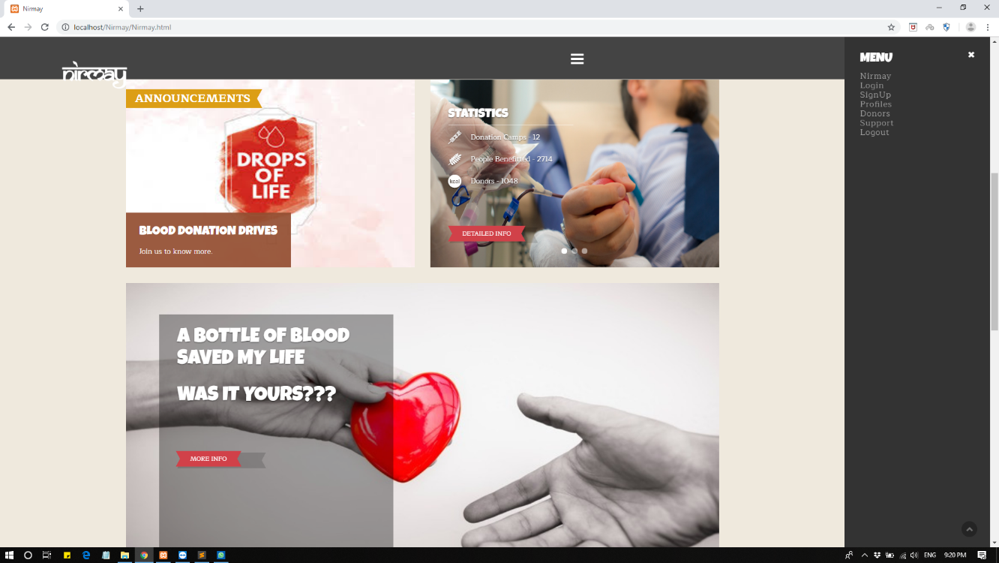 Nirmay
localhost/Nirmay/Nirmay.html
nirmay
MENU
Nirmay
Login
SignUp
Profiles
Donors
Support
Logout
ANNOUNCEMENTS
DROPS
OF
LIFE
BLOOD DONATION DRIVES
Join us to know more.
STATISTICS
Donation Camps - 12
People Benefitted - 2714
kcal
Donors - 1048
DETAILED INFO
A BOTTLE OF BLOOD
SAVED MY LIFE
WAS IT YOURS???
MORE INFO
ENG
9:20 PM